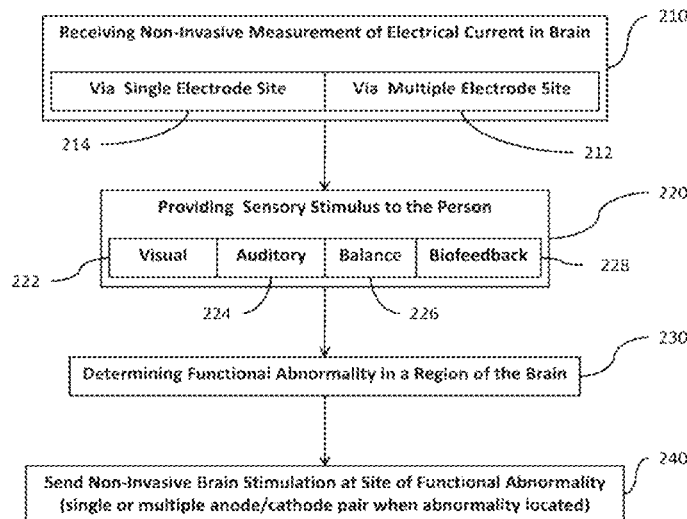 210
Receiving Non-Invasive Measurement of Electrical Current in Brain
Via Single Electrode Site
Via Multiple Electrode Site
214
212
220
Providing Sensory Stimulus to the Person
Visual
Auditory
Balance
Biofeedback
222
224
226
228
230
Determining Functional Abnormality in a Region of the Brain
240
Send Non-Invasive Brain Stimulation at Site of Functional Abnormality
(single or multiple anode/cathode pair when abnormality located)